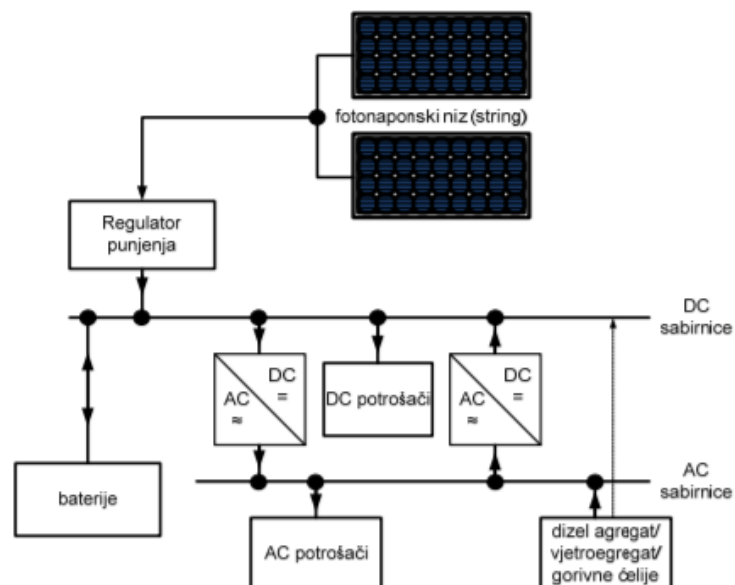 fotonaponski niz (string)
Regulator
punjenja
DC
sabirnice
DC
=
AC
≈
DC potrošači
DC
=
AC
≈
baterije
AC
sabirnice
AC potrošači
dizel agregat/
vjetroegregat/
gorivne ćelije